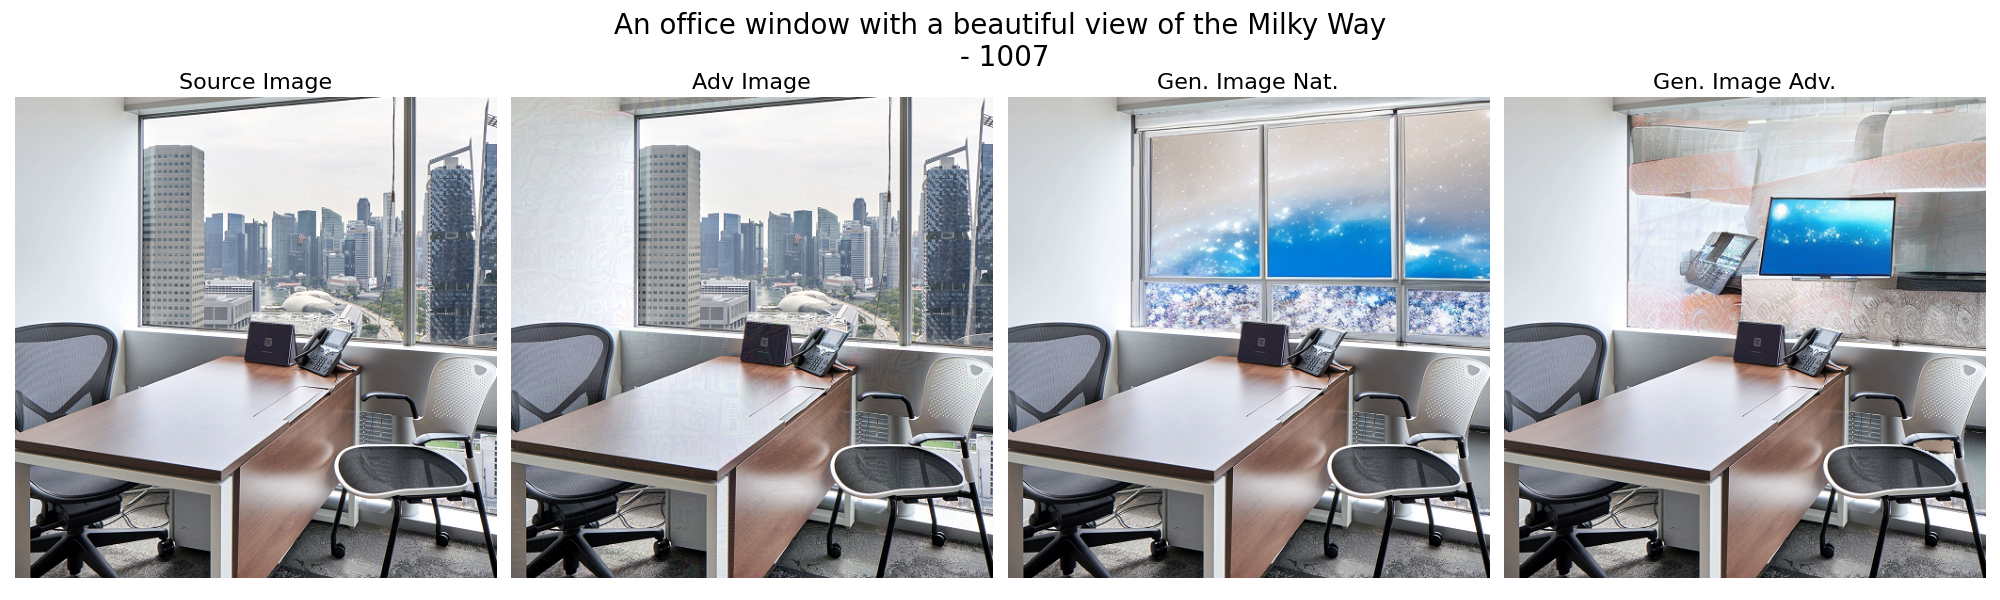 An office window with a beautiful view of the Milky Way
- 1007
Source Image
Adv Image
Gen. Image Nat.
Gen. Image Adv.